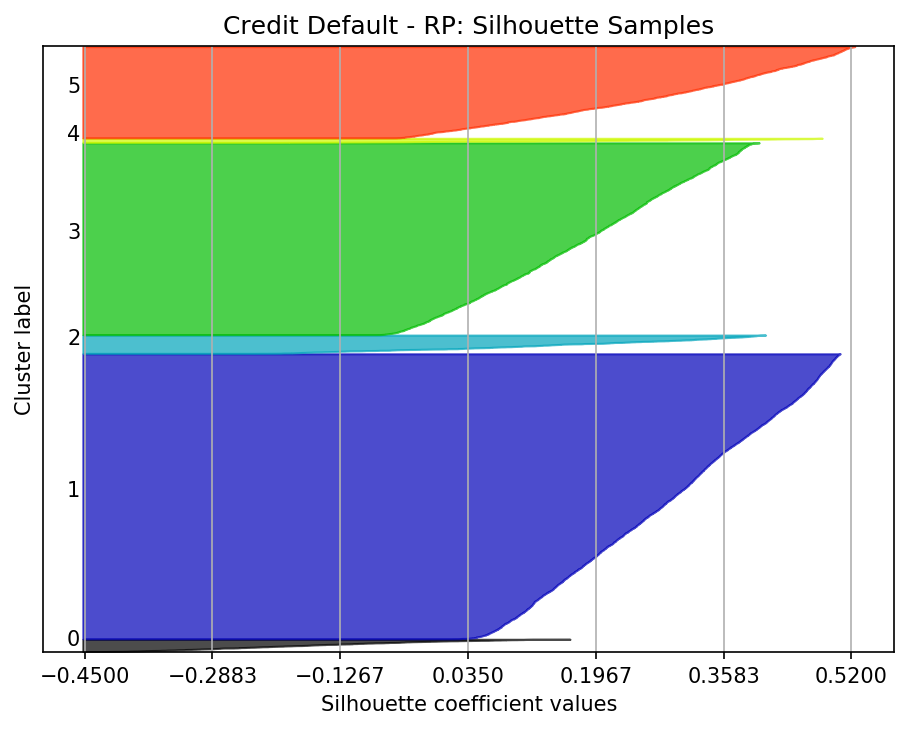 Credit Default - RP: Silhouette Samples
5
4
3
2
1
0
Cluster label
−0.4500 −0.2883 −0.1267 0.0350 0.1967 0.3583 0.5200
Silhouette coefficient values